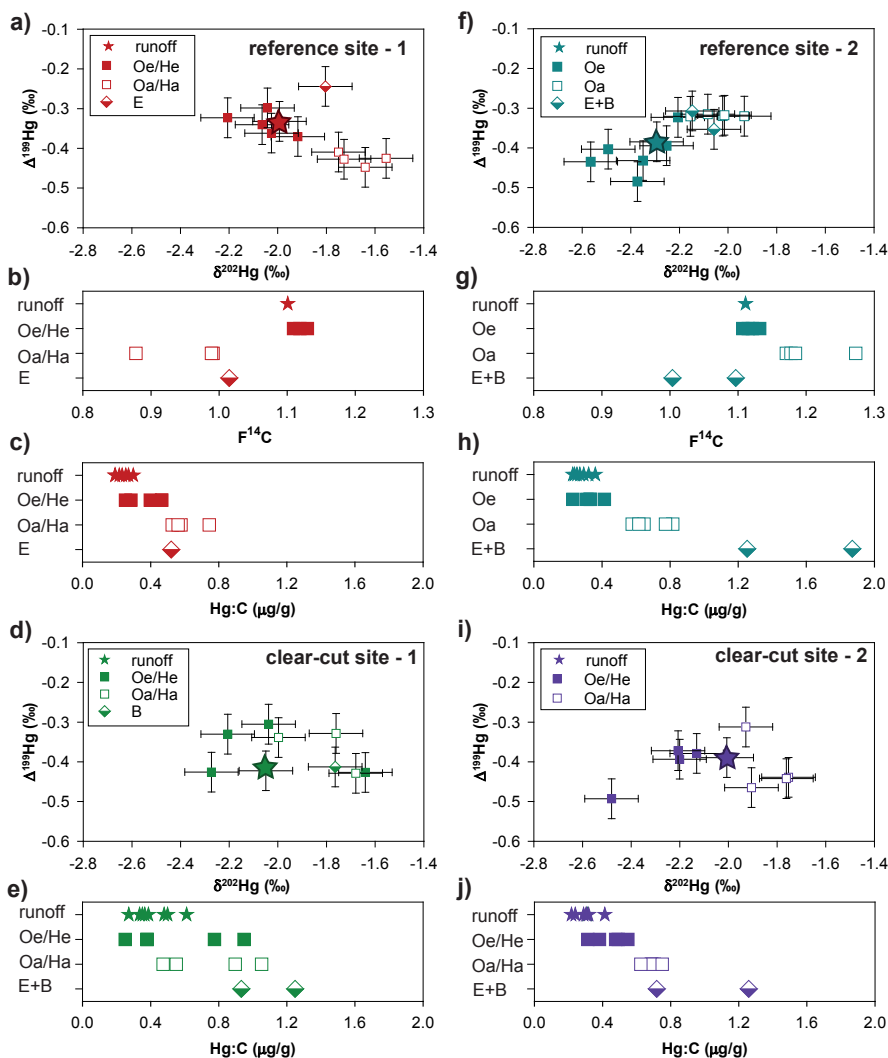 a)
reference site - 1
runoff
Oe/He
Oa/Ha
E
-0.1
-0.2
-0.3
-0.4
-0.5
-0.6
Δ¹⁹⁹Hg (‰)
-2.8 -2.6 -2.4 -2.2 -2.0 -1.8 -1.6 -1.4
δ²⁰²Hg (‰)
b)
runoff
Oe/He
Oa/Ha
E
0.8 0.9 1.0 1.1 1.2 1.3
F¹⁴C
c)
runoff
Oe/He
Oa/Ha
E
0.0 0.4 0.8 1.2 1.6 2.0
Hg:C (µg/g)
d)
clear-cut site - 1
runoff
Oe/He
Oa/Ha
B
-0.1
-0.2
-0.3
-0.4
-0.5
-0.6
Δ¹⁹⁹Hg (‰)
-2.8 -2.6 -2.4 -2.2 -2.0 -1.8 -1.6 -1.4
δ²⁰²Hg (‰)
e)
runoff
Oe/He
Oa/Ha
E+B
0.0 0.4 0.8 1.2 1.6 2.0
Hg:C (µg/g)
f)
reference site - 2
runoff
Oe
Oa
E+B
-0.1
-0.2
-0.3
-0.4
-0.5
-0.6
Δ¹⁹⁹Hg (‰)
-2.8 -2.6 -2.4 -2.2 -2.0 -1.8 -1.6 -1.4
δ²⁰²Hg (‰)
g)
runoff
Oe
Oa
E+B
0.8 0.9 1.0 1.1 1.2 1.3
F¹⁴C
h)
runoff
Oe
Oa
E+B
0.0 0.4 0.8 1.2 1.6 2.0
Hg:C (µg/g)
i)
clear-cut site - 2
runoff
Oe/He
Oa/Ha
-0.1
-0.2
-0.3
-0.4
-0.5
-0.6
Δ¹⁹⁹Hg (‰)
-2.8 -2.6 -2.4 -2.2 -2.0 -1.8 -1.6 -1.4
δ²⁰²Hg (‰)
j)
runoff
Oe/He
Oa/Ha
E+B
0.0 0.4 0.8 1.2 1.6 2.0
Hg:C (µg/g)